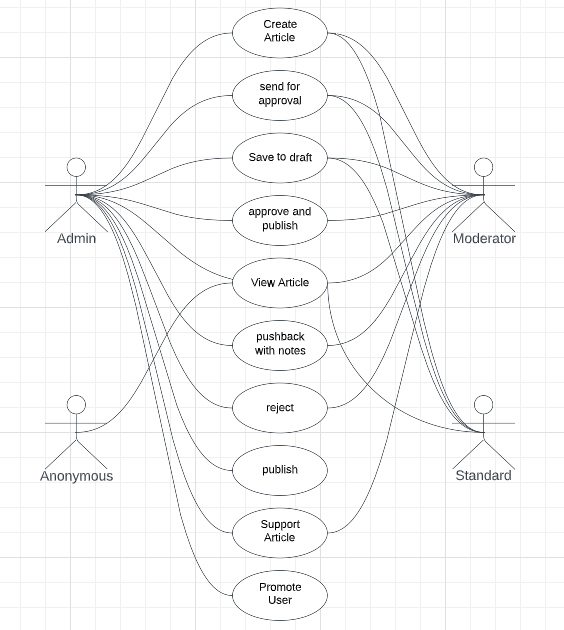 Create
Article
send for
approval
Save to draft
Admin
Moderator
approve and
publish
View Article
pushback
with notes
reject
Anonymous
Standard
publish
Support
Article
Promote
User